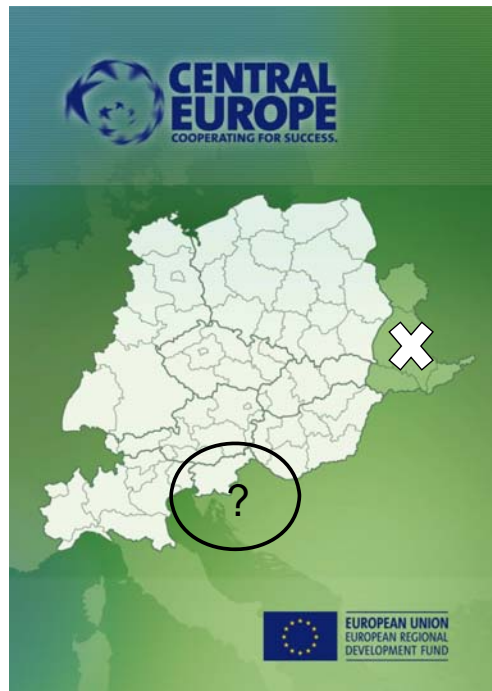 CENTRAL
EUROPE
COOPERATING FOR SUCCESS.
?
EUROPEAN UNION
EUROPEAN REGIONAL
DEVELOPMENT FUND